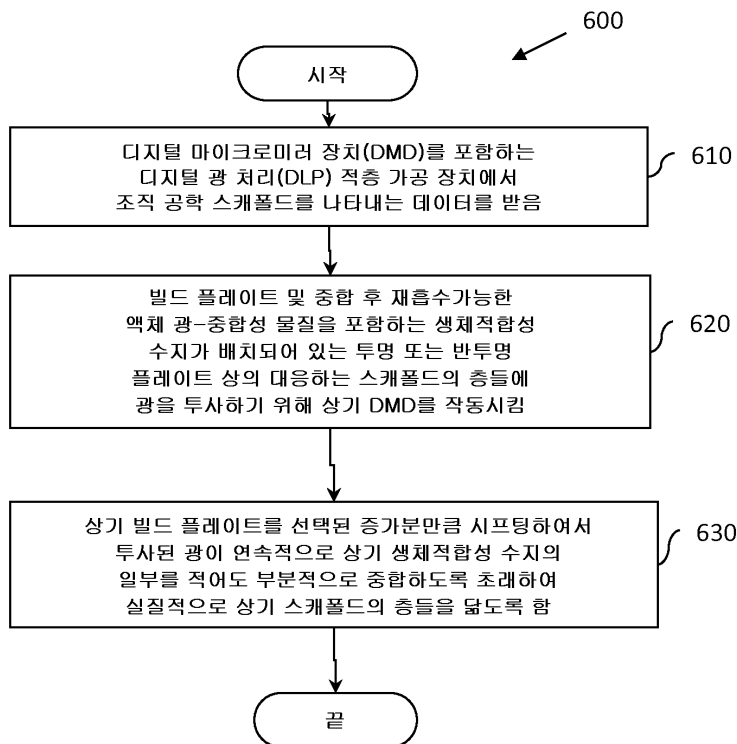 600
시작
디지털 마이크로미러 장치(DMD)를 포함하는
디지털 광 처리(DLP) 적층 가공 장치에서
조직 공학 스캐폴드를 나타내는 데이터를 받음
610
빌드 플레이트 및 중합 후 재흡수가능한
액체 광-중합성 물질을 포함하는 생체적합성
수지가 배치되어 있는 투명 또는 반투명
플레이트 상의 대응하는 스캐폴드의 층들에
광을 투사하기 위해 상기 DMD를 작동시킴
620
상기 빌드 플레이트를 선택된 증가분만큼 시프팅하여서
투사된 광이 연속적으로 상기 생체적합성 수지의
일부를 적어도 부분적으로 중합하도록 초래하여
실질적으로 상기 스캐폴드의 층들을 닮도록 함
630
끝